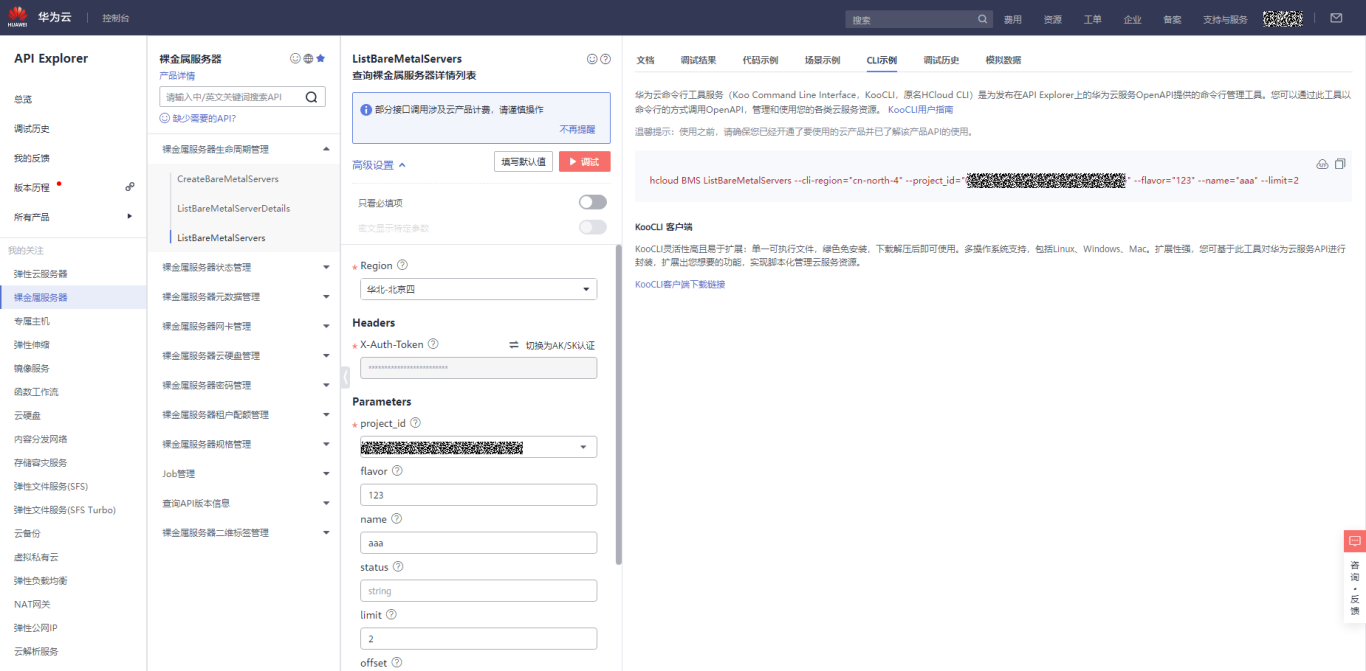 HUAWEI
华为云
控制台
搜索
费用
资源
工单
企业
备案
支持与服务
API Explorer
总览
调试历史
我的反馈
版本历程
所有产品
我的关注
弹性云服务器
裸金属服务器
专属主机
弹性伸缩
镜像服务
函数工作流
云硬盘
内容分发网络
存储容灾服务
弹性文件服务(SFS)
弹性文件服务(SFS Turbo)
云备份
虚拟私有云
弹性负载均衡
NAT网关
弹性公网IP
云解析服务
裸金属服务器
产品详情
请输入中/英文关键词搜索API
缺少需要的API?
裸金属服务器生命周期管理
CreateBareMetalServers
ListBareMetalServerDetails
ListBareMetalServers
裸金属服务器状态管理
裸金属服务器元数据管理
裸金属服务器网卡管理
裸金属服务器云硬盘管理
裸金属服务器密码管理
裸金属服务器租户配额管理
裸金属服务器规格管理
Job管理
查询API版本信息
裸金属服务器二维标签管理
ListBareMetalServers
查询裸金属服务器详情列表
部分接口调用涉及云产品计费，请谨慎操作
不再提醒
高级设置
填写默认值
调试
只看必填项
密文显示特定参数
* Region
华北-北京四
Headers
* X-Auth-Token
切换为AK/SK认证
************************
Parameters
* project_id
flavor
123
name
aaa
status
string
limit
2
offset
文档
调试结果
代码示例
场景示例
CLI示例
调试历史
模拟数据
华为云命令行工具服务（Koo Command Line Interface，KooCLI，原名HCloud CLI）是为发布在API Explorer上的华为云服务OpenAPI提供的命令行管理工具。您可以通过此工具以
命令行的方式调用OpenAPI，管理和使用您的各类云服务资源。 KooCLI用户指南
温馨提示：使用之前，请确保您已经开通了要使用的云产品并已了解该产品API的使用。
hcloud BMS ListBareMetalServers --cli-region="cn-north-4" --project_id=" " --flavor="123" --name="aaa" --limit=2
KooCLI 客户端
KooCLI灵活性高且易于扩展：单一可执行文件，绿色免安装，下载解压后即可使用。多操作系统支持，包括Linux、Windows、Mac。扩展性强，您可基于此工具对华为云服务API进行
封装，扩展出您想要的功能，实现脚本化管理云服务资源。
KooCLI客户端下载链接
咨询·反馈